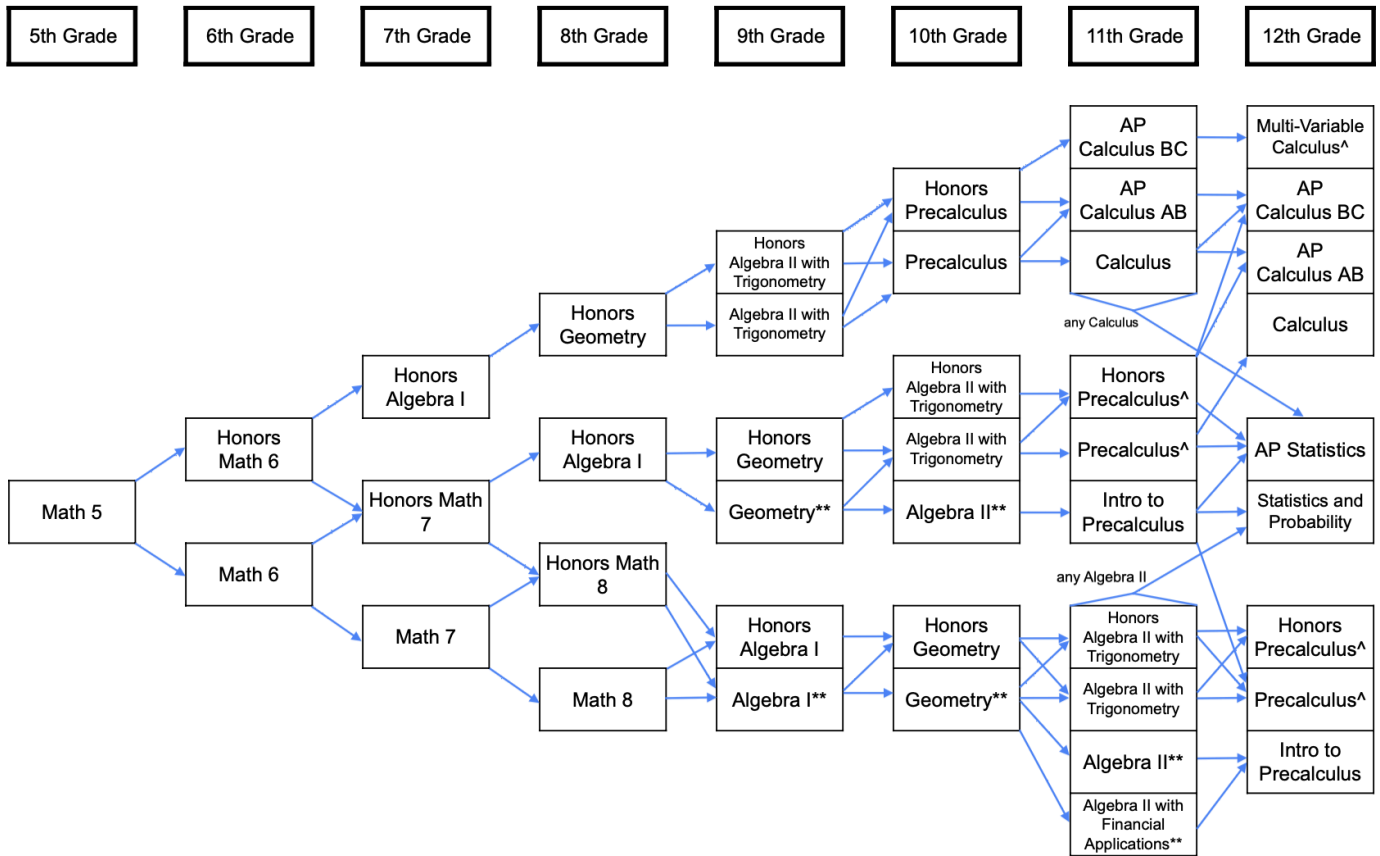 5th Grade
6th Grade
7th Grade
8th Grade
9th Grade
10th Grade
11th Grade
12th Grade
Math 5
Honors
Math 6
Math 6
Honors
Algebra I
Honors Math
7
Math 7
Honors
Geometry
Honors
Algebra I
Honors Math
8
Math 8
Honors
Algebra II with
Trigonometry
Algebra II with
Trigonometry
Honors
Geometry
Geometry**
Honors
Algebra I
Algebra I**
Honors
Precalculus
Precalculus
Honors
Algebra II with
Trigonometry
Algebra II with
Trigonometry
Algebra II**
Honors
Geometry
Geometry**
AP
Calculus BC
AP
Calculus AB
Calculus
any Calculus
Honors
Precalculus^
Precalculus^
Intro to
Precalculus
any Algebra II
Honors
Algebra II with
Trigonometry
Algebra II with
Trigonometry
Algebra II**
Algebra II with
Financial
Applications**
Multi-Variable
Calculus^
AP
Calculus BC
AP
Calculus AB
Calculus
AP Statistics
Statistics and
Probability
Honors
Precalculus^
Precalculus^
Intro to
Precalculus